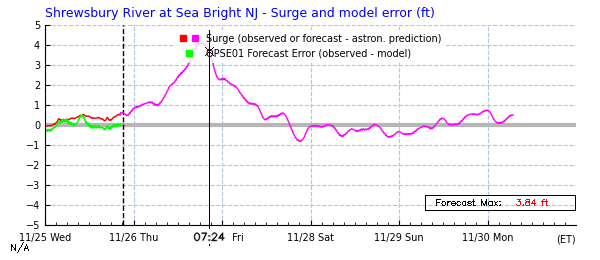 Shrewsbury River at Sea Bright NJ - Surge and model error (ft)
5
Surge (observed or forecast - astron. prediction)
4
OPSE01 Forecast Error (observed - model)
3
2
1
0
−1
−2
−3
−4
Forecast Max: 3.84 ft
−5
11/25 Wed 11/26 Thu 07:24 Fri 11/28 Sat 11/29 Sun 11/30 Mon (ET)
N/A